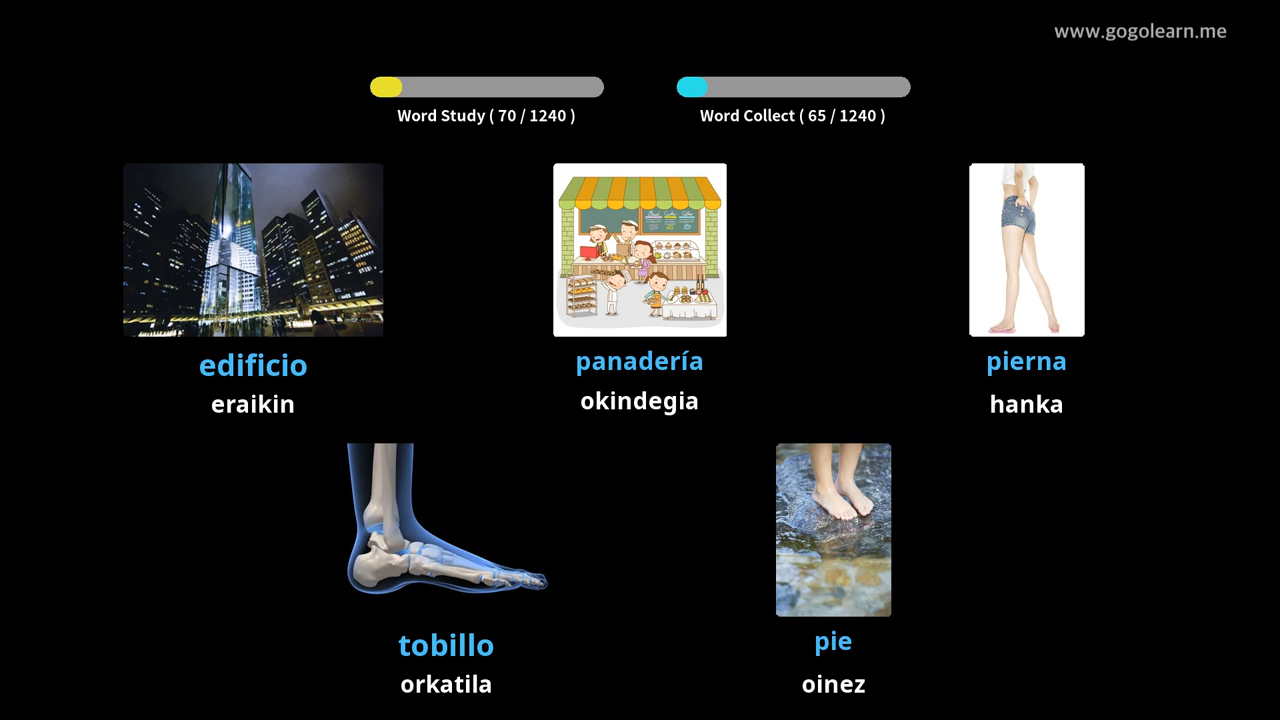 www.gogolearn.me
Word Study ( 70 / 1240 )
Word Collect ( 65 / 1240 )
edificio
eraikin
panadería
okindegia
pierna
hanka
tobillo
orkatila
pie
oinez